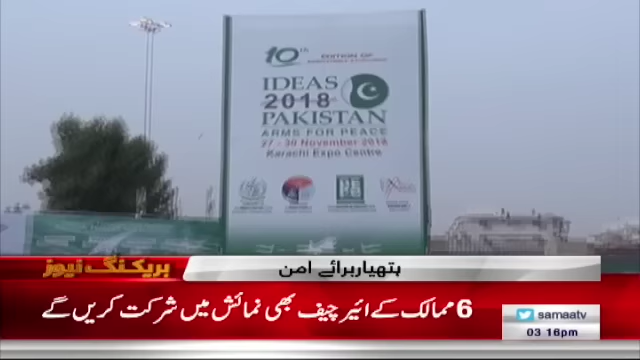 10th EDITION OF
IDEAS
2018
PAKISTAN
ARMS FOR PEACE
27 - 30 November 2018
Karachi Expo Centre
بریکنگ نیوز
ہتھیار برائے امن
6 ممالک کے ائیر چیف بھی نمائش میں شرکت کریں گے
samaatv
03:16pm